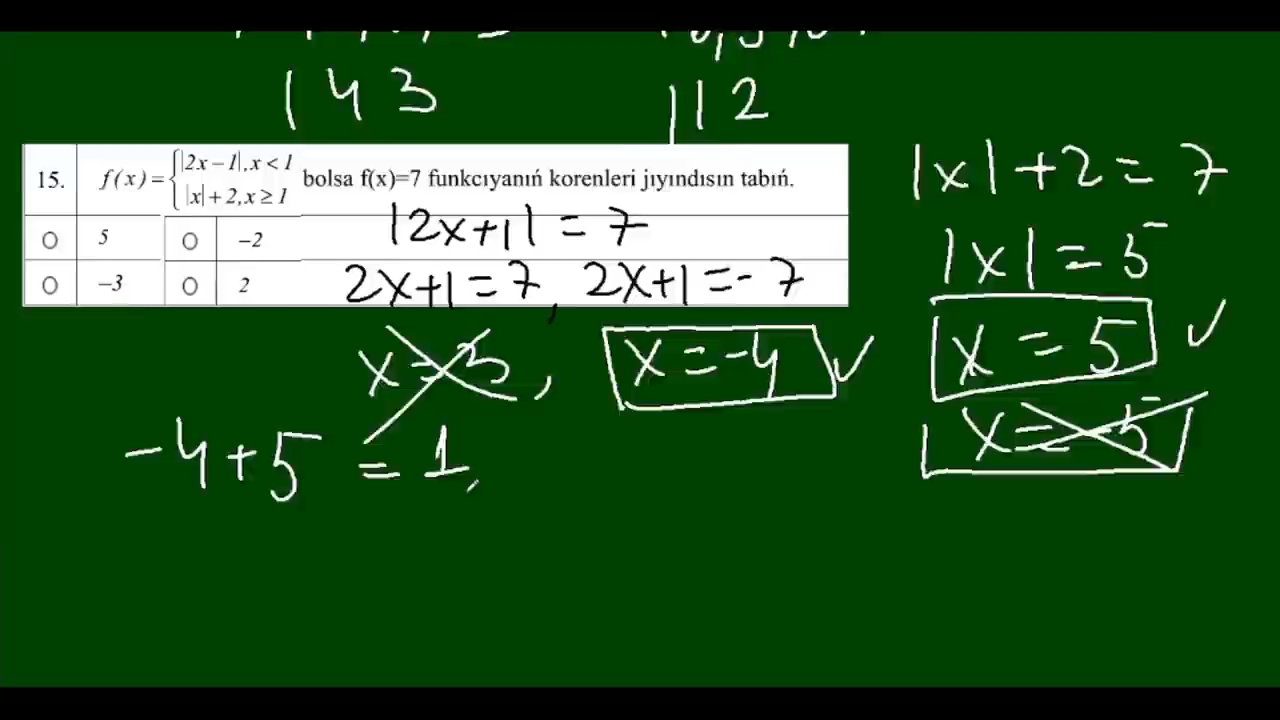 143
112
15. f(x)={|2x−1|,x<1 |x|+2,x≥1 bolsa f(x)=7 funkcıyanıń korenleri jıyındısın tabıń.
5 −2
−3 2
|2x+1| = 7
2x+1=7, 2x+1=-7
x=3, x=-4 ✓
-4+5 = 1
|x|+2=7
|x|=5
x=5 ✓
x=-5